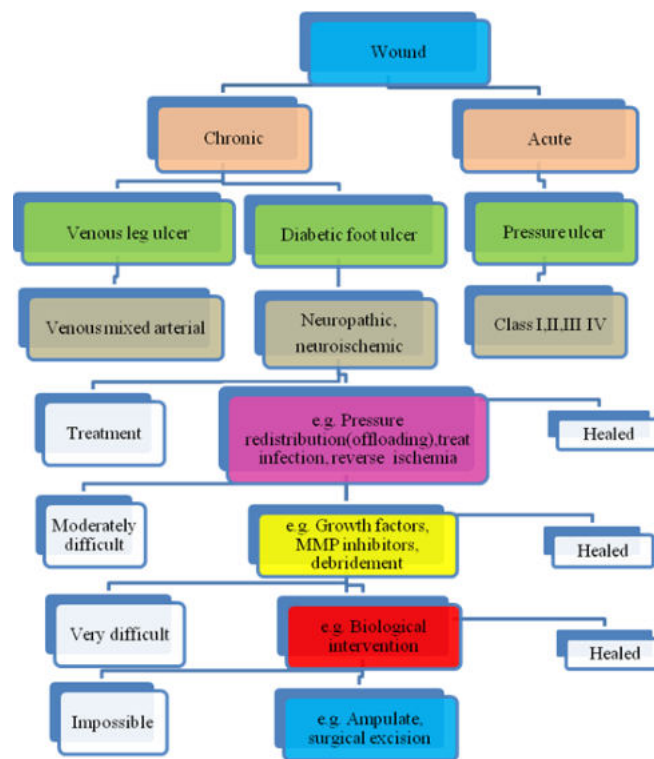 Wound
Chronic
Acute
Venous leg ulcer
Diabetic foot ulcer
Pressure ulcer
Venous mixed arterial
Neuropathic,
neuroischemic
Class I,II,III IV
Treatment
e.g. Pressure
redistribution(offloading),treat
infection, reverse ischemia
Healed
Moderately
difficult
e.g. Growth factors,
MMP inhibitors,
debridement
Healed
Very difficult
e.g. Biological
intervention
Healed
Impossible
e.g. Ampulate,
surgical excision